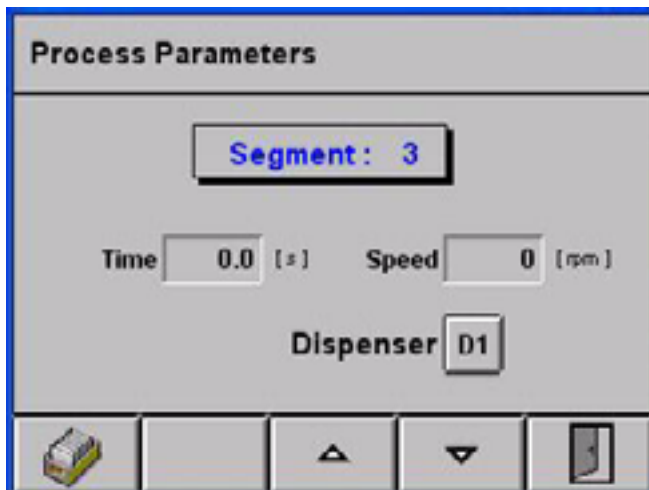 Process Parameters
Segment: 3
Time 0.0 [s] Speed 0 [rpm]
Dispenser D1